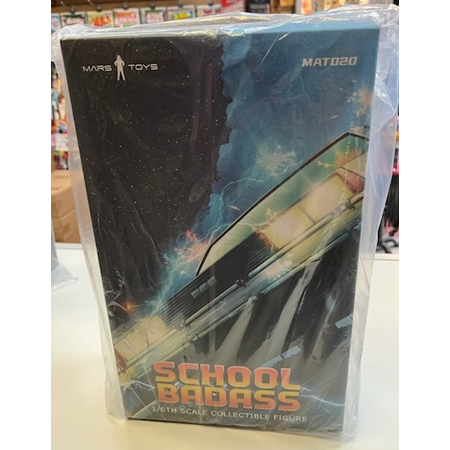 MARS TOYS
MAT020
SCHOOL
BADASS
1/6TH SCALE COLLECTIBLE FIGURE